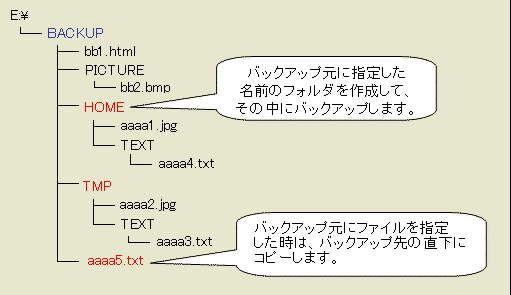 E:¥
BACKUP
bb1.html
PICTURE
bb2.bmp
HOME
aaaa1.jpg
TEXT
aaaa4.txt
TMP
aaaa2.jpg
TEXT
aaaa3.txt
aaaa5.txt
バックアップ元に指定した
名前のフォルダを作成して、
その中にバックアップします。
バックアップ元にファイルを指定
した時は、バックアップ先の直下に
コピーします。